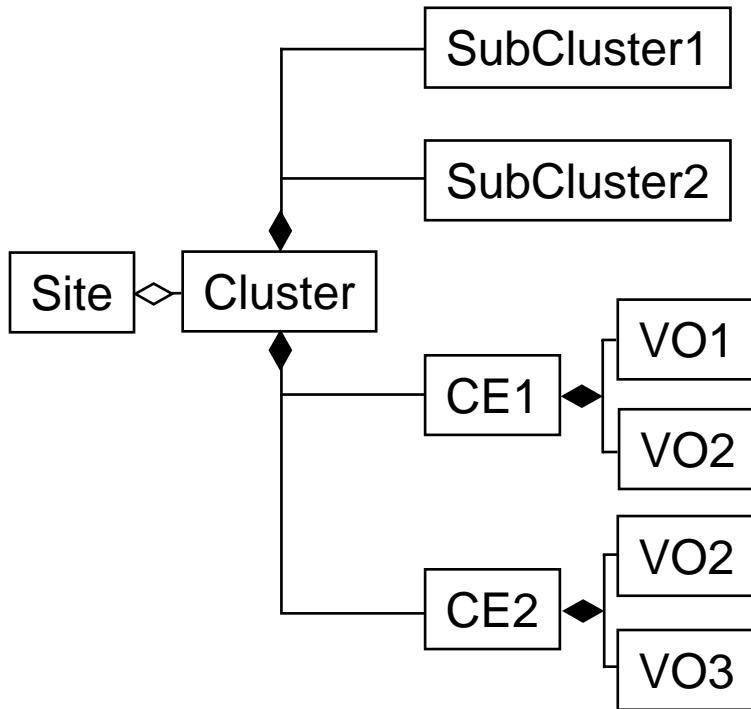 SubCluster1
SubCluster2
Site
Cluster
VO1
CE1
VO2
VO2
CE2
VO3